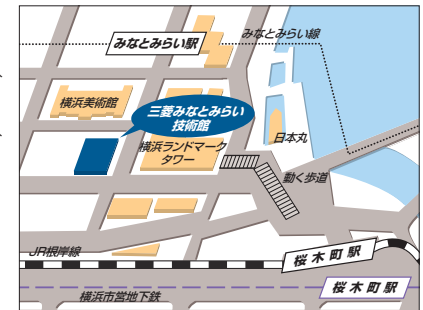 みなとみらい線
みなとみらい駅
横浜美術館
三菱みなとみらい
技術館
日本丸
横浜ランドマーク
タワー
動く歩道
JR根岸線
桜木町駅
桜木町駅
横浜市営地下鉄